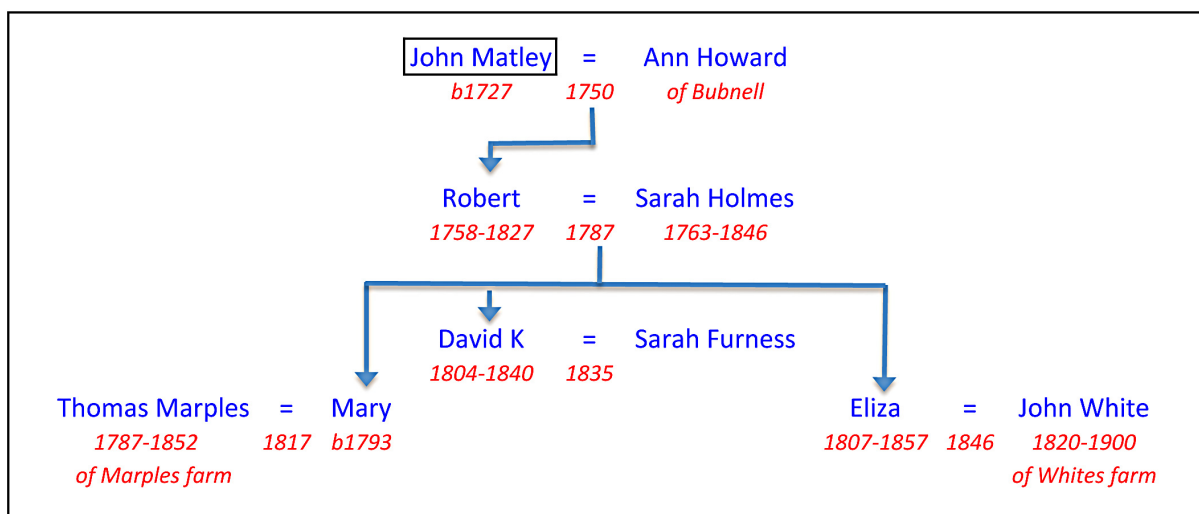 John Matley = Ann Howard
b1727 1750 of Bubnell
Robert = Sarah Holmes
1758-1827 1787 1763-1846
David K = Sarah Furness
1804-1840 1835
Thomas Marples = Mary Eliza = John White
1787-1852 1817 b1793 1807-1857 1846 1820-1900
of Marples farm of Whites farm